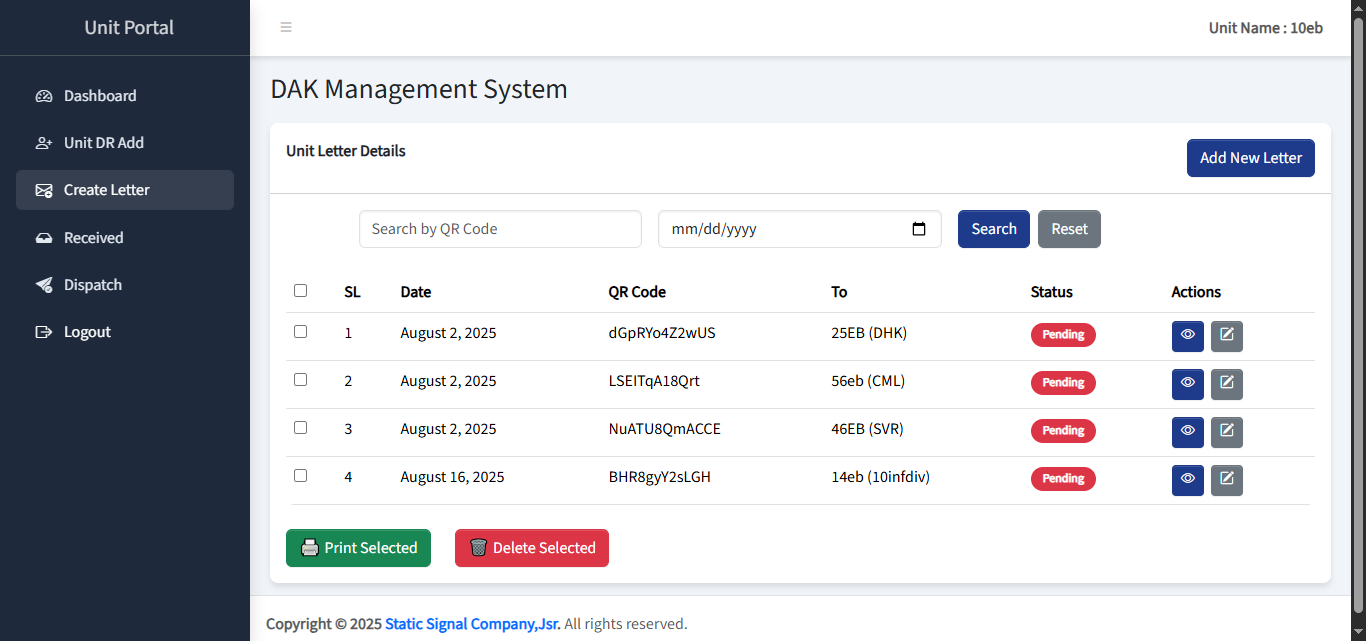 Unit Portal
Unit Name : 10eb
Dashboard
Unit DR Add
Create Letter
Received
Dispatch
Logout
DAK Management System
Unit Letter Details
Add New Letter
Search by QR Code
mm/dd/yyyy
Search
Reset
SL Date QR Code To Status Actions
1 August 2, 2025 dGpRYo4Z2wUS 25EB (DHK) Pending
2 August 2, 2025 LSEITqA18Qrt 56eb (CML) Pending
3 August 2, 2025 NuATU8QmACCE 46EB (SVR) Pending
4 August 16, 2025 BHR8gyY2sLGH 14eb (10infdiv) Pending
Print Selected
Delete Selected
Copyright © 2025 Static Signal Company,Jsr. All rights reserved.